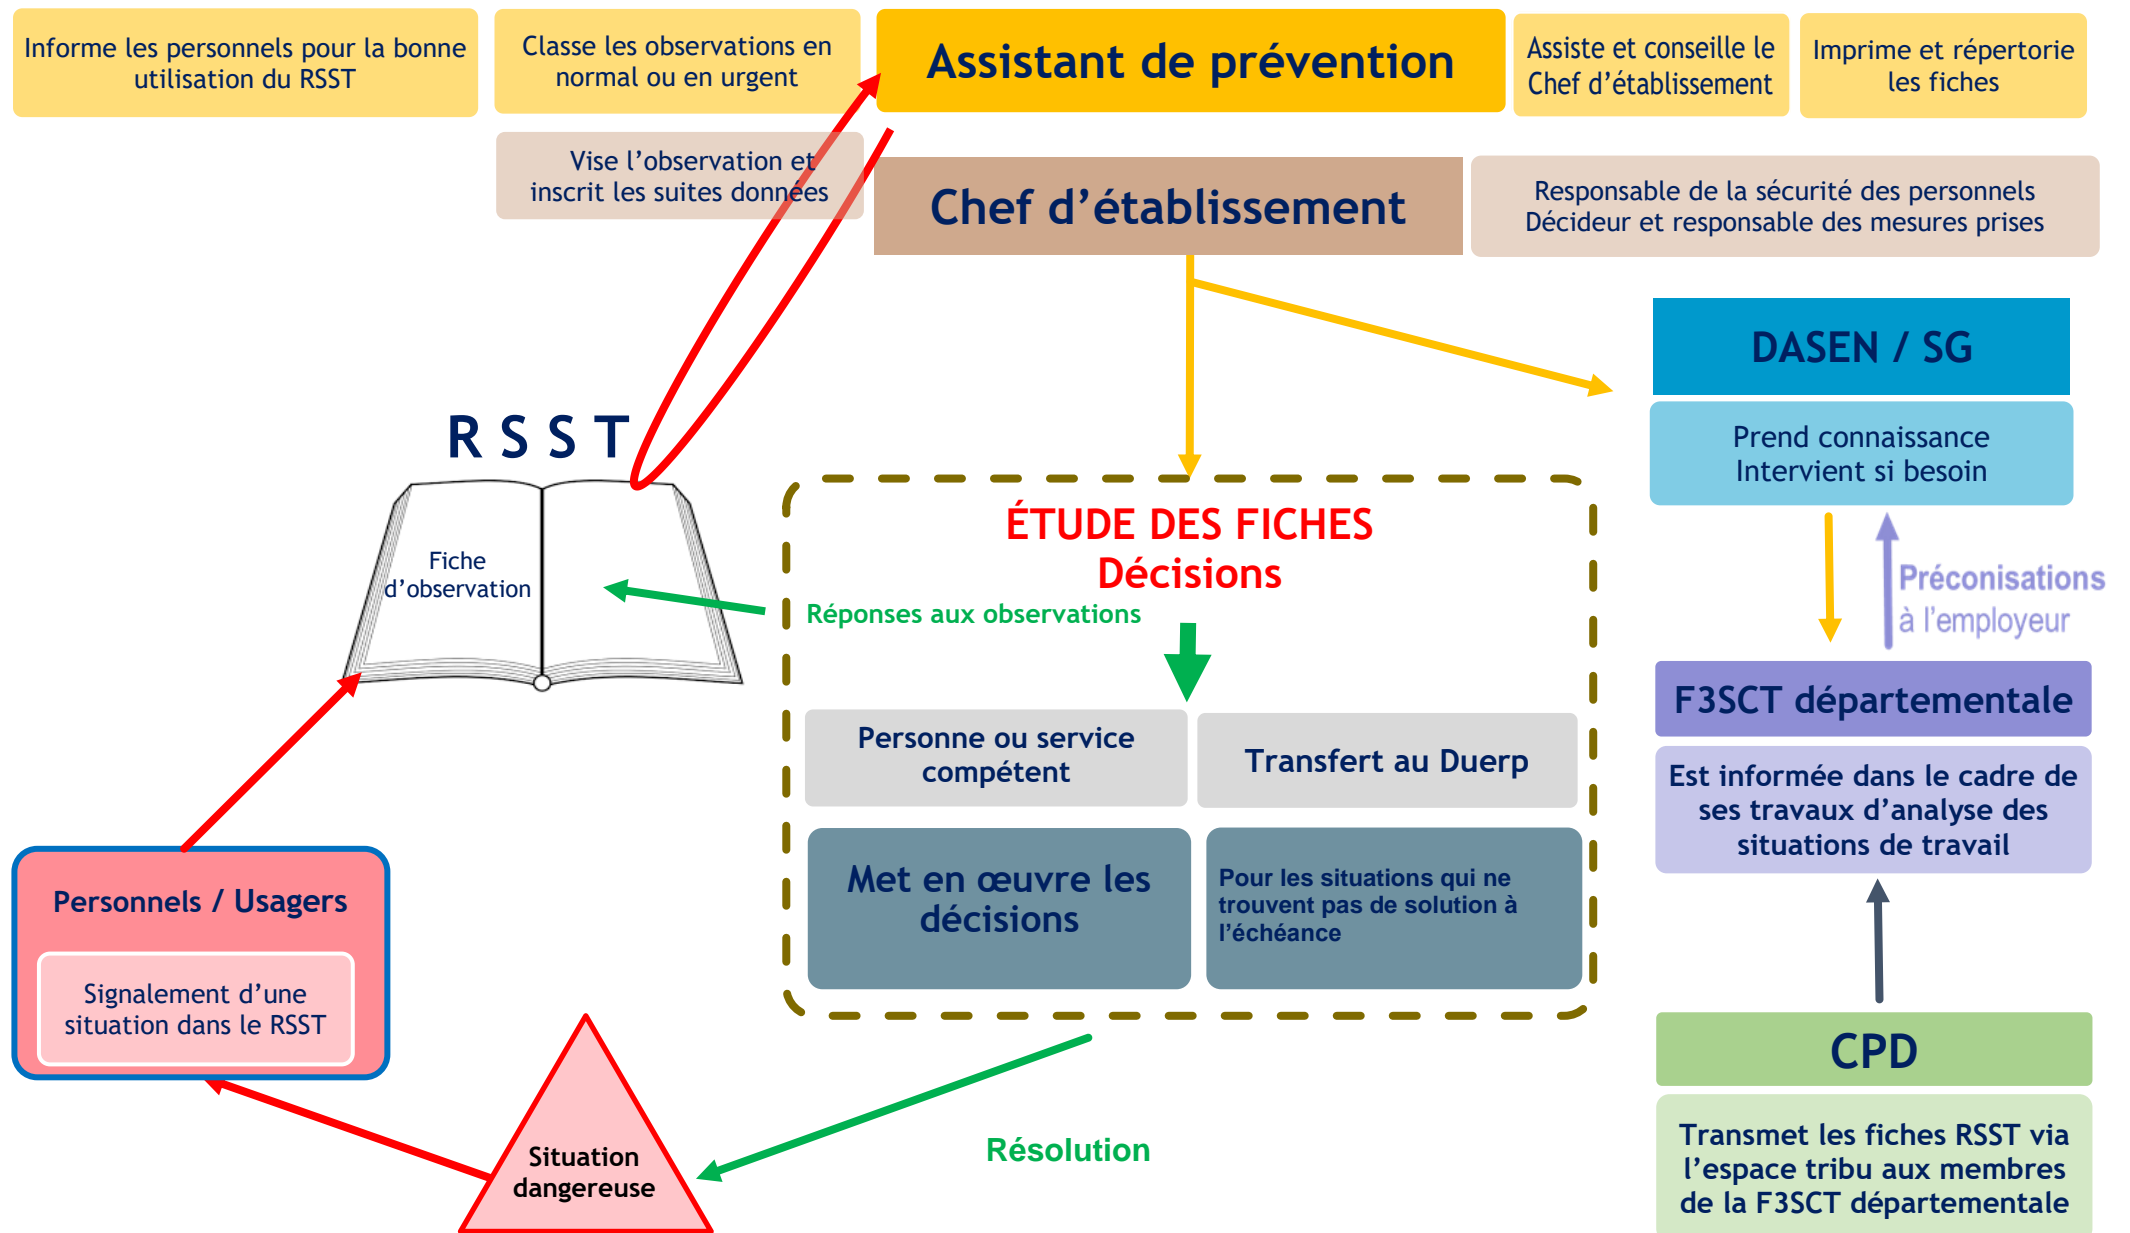 Informe les personnels pour la bonne
utilisation du RSST
Classe les observations en
normal ou en urgent
Assistant de prévention
Assiste et conseille le
Chef d’établissement
Imprime et répertorie
les fiches
Vise l’observation et
inscrit les suites données
Chef d’établissement
Responsable de la sécurité des personnels
Décideur et responsable des mesures prises
DASEN / SG
Prend connaissance
Intervient si besoin
R S S T
Fiche
d’observation
ÉTUDE DES FICHES
Décisions
Réponses aux observations
Préconisations
à l’employeur
Personne ou service
compétent
Transfert au Duerp
F3SCT départementale
Est informée dans le cadre de
ses travaux d’analyse des
situations de travail
Met en œuvre les
décisions
Pour les situations qui ne
trouvent pas de solution à
l’échéance
Personnels / Usagers
Signalement d’une
situation dans le RSST
Situation
dangereuse
Résolution
CPD
Transmet les fiches RSST via
l’espace tribu aux membres
de la F3SCT départementale